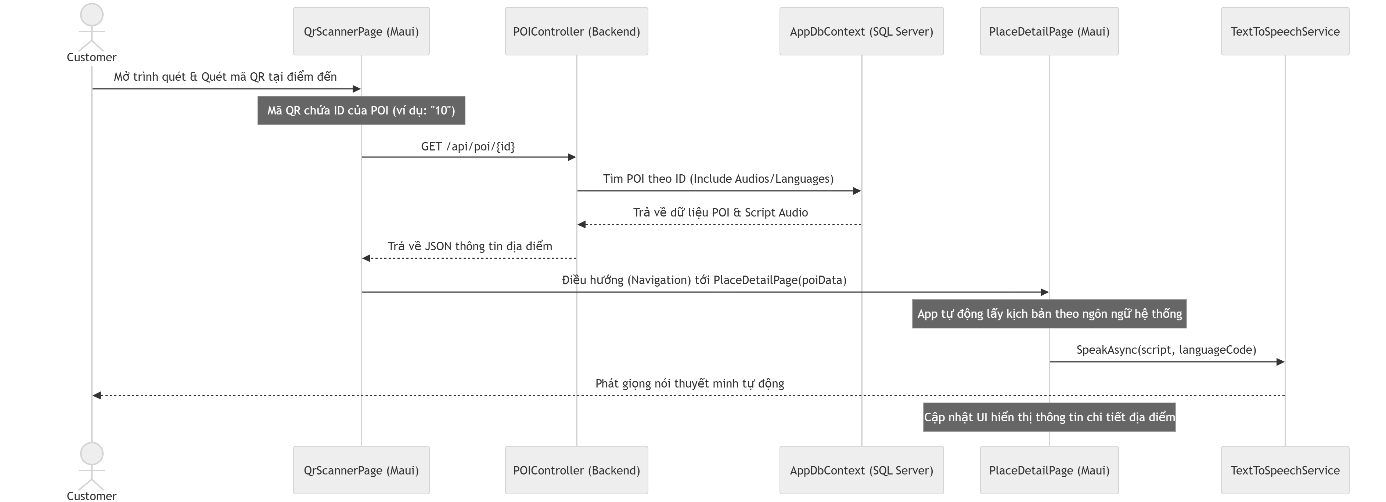 QrScannerPage (Maui)
POIController (Backend)
AppDbContext (SQL Server)
PlaceDetailPage (Maui)
TextToSpeechService
Customer
Mở trình quét & Quét mã QR tại điểm đến
Mã QR chứa ID của POI (ví dụ: "10")
GET /api/poi/{id}
Tìm POI theo ID (Include Audios/Languages)
Trả về dữ liệu POI & Script Audio
Trả về JSON thông tin địa điểm
Điều hướng (Navigation) tới PlaceDetailPage(poiData)
App tự động lấy kịch bản theo ngôn ngữ hệ thống
SpeakAsync(script, languageCode)
Phát giọng nói thuyết minh tự động
Cập nhật UI hiển thị thông tin chi tiết địa điểm
QrScannerPage (Maui)
POIController (Backend)
AppDbContext (SQL Server)
PlaceDetailPage (Maui)
TextToSpeechService
Customer